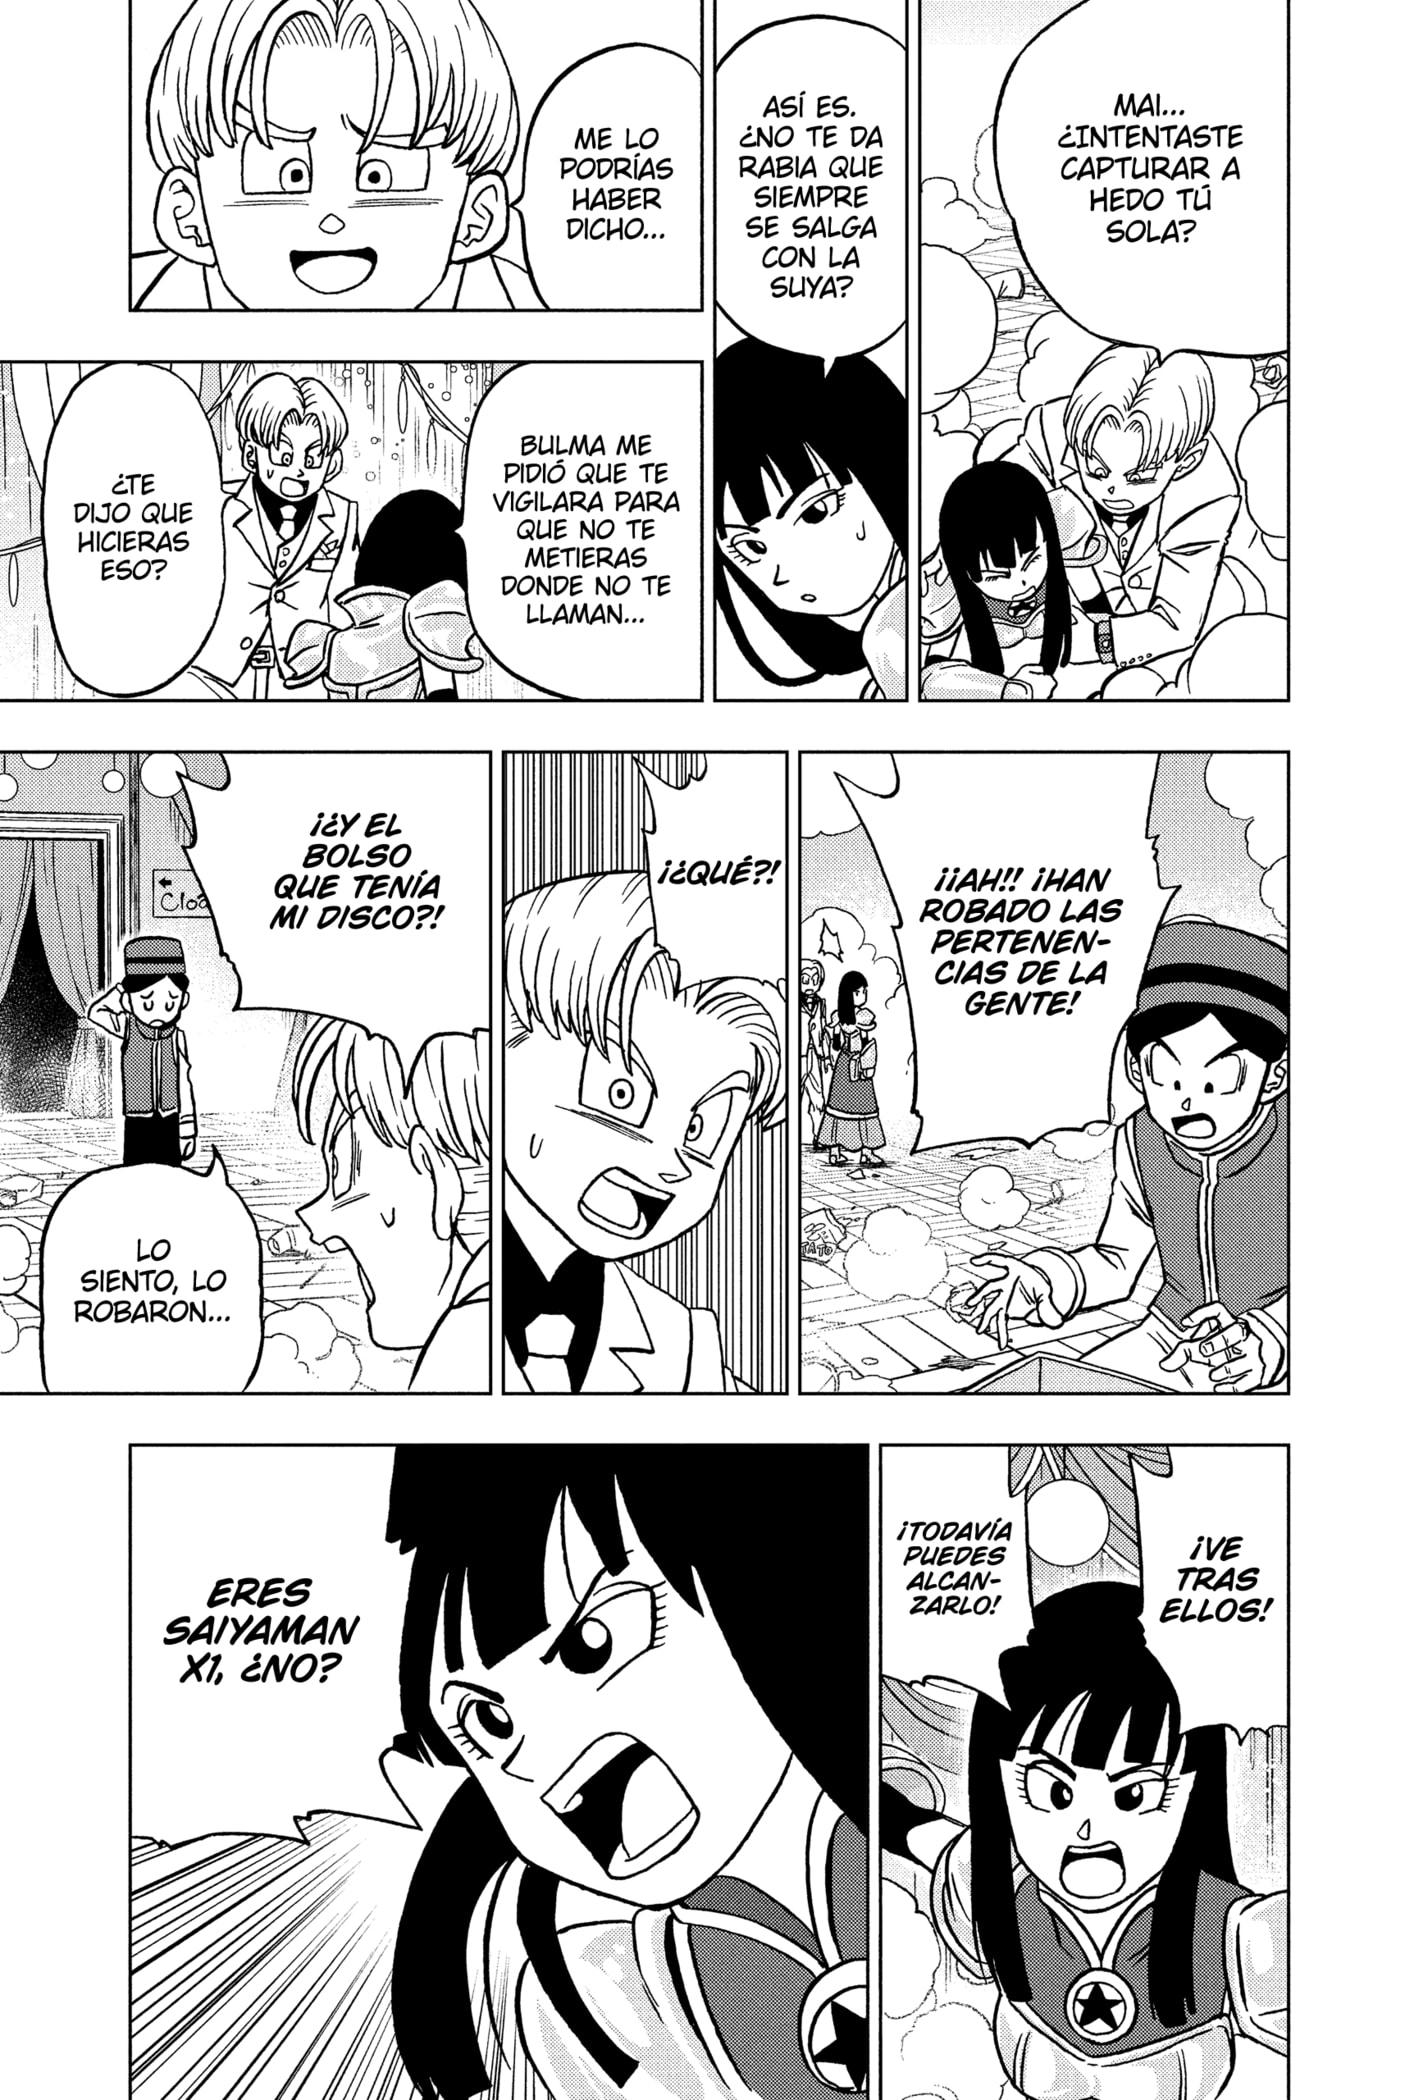 MAI...
¿INTENTASTE
CAPTURAR A
HEDO TÚ
SOLA?
ASÍ ES.
¿NO TE DA
RABIA QUE
SIEMPRE
SE SALGA
CON LA
SUYA?
ME LO
PODRÍAS
HABER
DICHO...
BULMA ME
PIDIÓ QUE TE
VIGILARA PARA
QUE NO TE
METIERAS
DONDE NO TE
LLAMAN...
¿TE
DIJO QUE
HICIERAS
ESO?
¡¡AH!! ¡HAN
ROBADO LAS
PERTENEN-
CIAS DE LA
GENTE!
TATO
¡¿QUÉ?!
¡¿Y EL
BOLSO
QUE TENÍA
MI DISCO?!
←
Cloa
LO
SIENTO, LO
ROBARON...
¡VE
TRAS
ELLOS!
¡TODAVÍA
PUEDES
ALCAN-
ZARLO!
ERES
SAIYAMAN
X1, ¿NO?